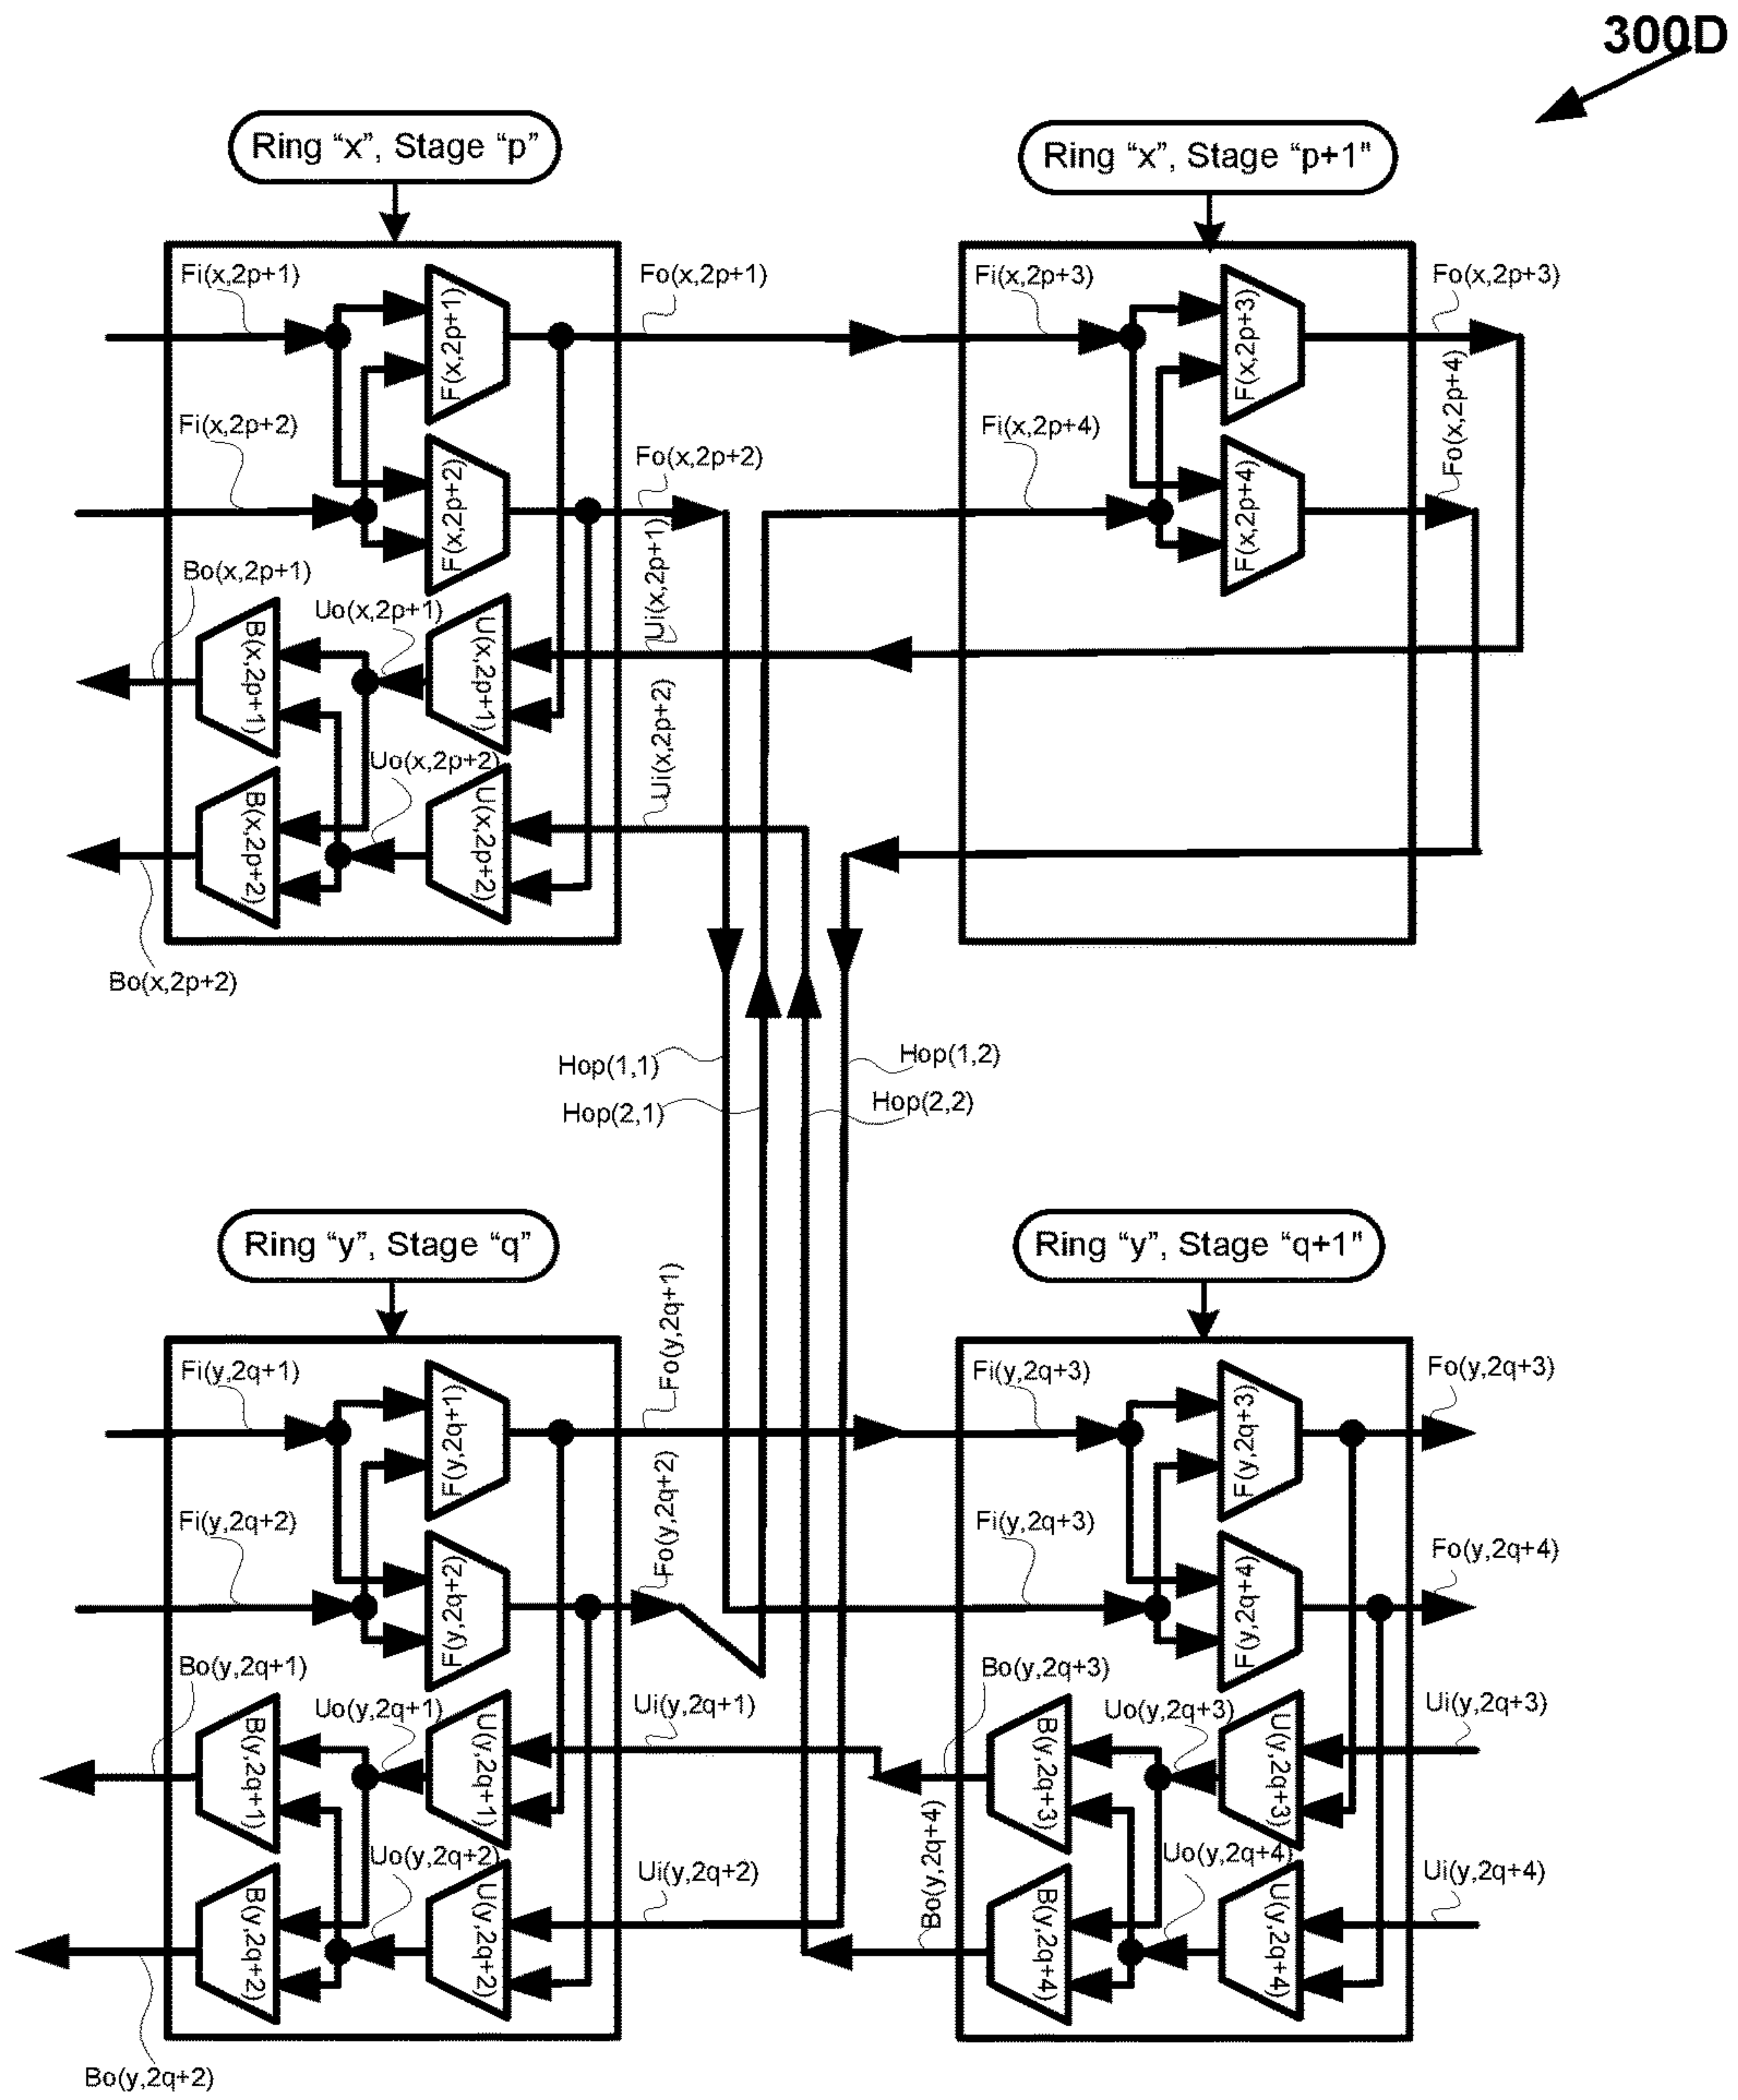 300D
Ring “x”, Stage “p”
Ring “x”, Stage “p+1"
Fi(x,2p+1)
F(x,2p+1)
Fo(x,2p+1)
Fi(x,2p+3)
F(x,2p+3)
Fo(x,2p+3)
Fi(x,2p+2)
F(x,2p+2)
Fo(x,2p+2)
Fi(x,2p+4)
F(x,2p+4)
Fo(x,2p+4)
Bo(x,2p+1)
B(x,2p+1)
Uo(x,2p+1)
U(x,2p+1)
Ui(x,2p+1)
B(x,2p+2)
Uo(x,2p+2)
U(x,2p+2)
Ui(x,2p+2)
Bo(x,2p+2)
Hop(1,1)
Hop(1,2)
Hop(2,1)
Hop(2,2)
Ring “y”, Stage “q”
Ring “y”, Stage “q+1"
Fi(y,2q+1)
F(y,2q+1)
Fo(y,2q+1)
Fi(y,2q+3)
F(y,2q+3)
Fo(y,2q+3)
Fi(y,2q+2)
F(y,2q+2)
Fo(y,2q+2)
Fi(y,2q+3)
F(y,2q+4)
Fo(y,2q+4)
Bo(y,2q+1)
B(y,2q+1)
Uo(y,2q+1)
U(y,2q+1)
Ui(y,2q+1)
Bo(y,2q+3)
B(y,2q+3)
Uo(y,2q+3)
U(y,2q+3)
Ui(y,2q+3)
B(y,2q+2)
Uo(y,2q+2)
U(y,2q+2)
Ui(y,2q+2)
Bo(y,2q+4)
B(y,2q+4)
Uo(y,2q+4)
U(y,2q+4)
Ui(y,2q+4)
Bo(y,2q+2)